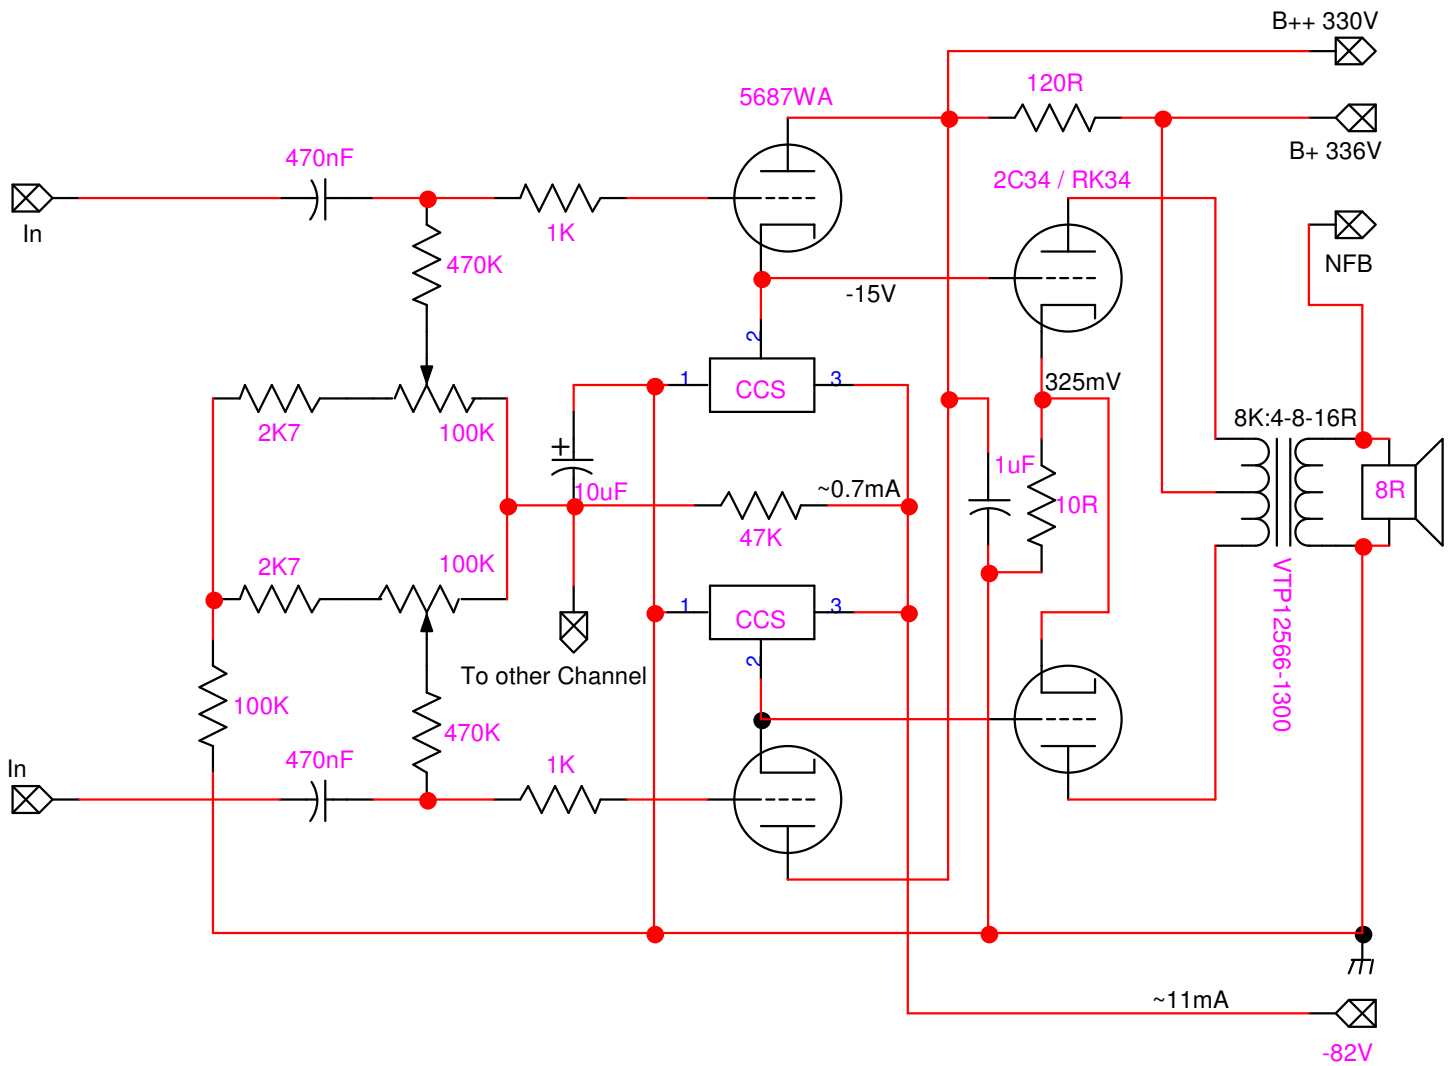 B++ 330V
120R
5687WA
B+ 336V
470nF
2C34 / RK34
In
1K
470K
NFB
-15V
2
1
CCS
3
325mV
8K:4-8-16R
2K7
100K
1uF
10uF
~0.7mA
10R
8R
47K
2K7
100K
1
CCS
3
2
To other Channel
VTP12566-1300
100K
470K
470nF
1K
In
~11mA
-82V